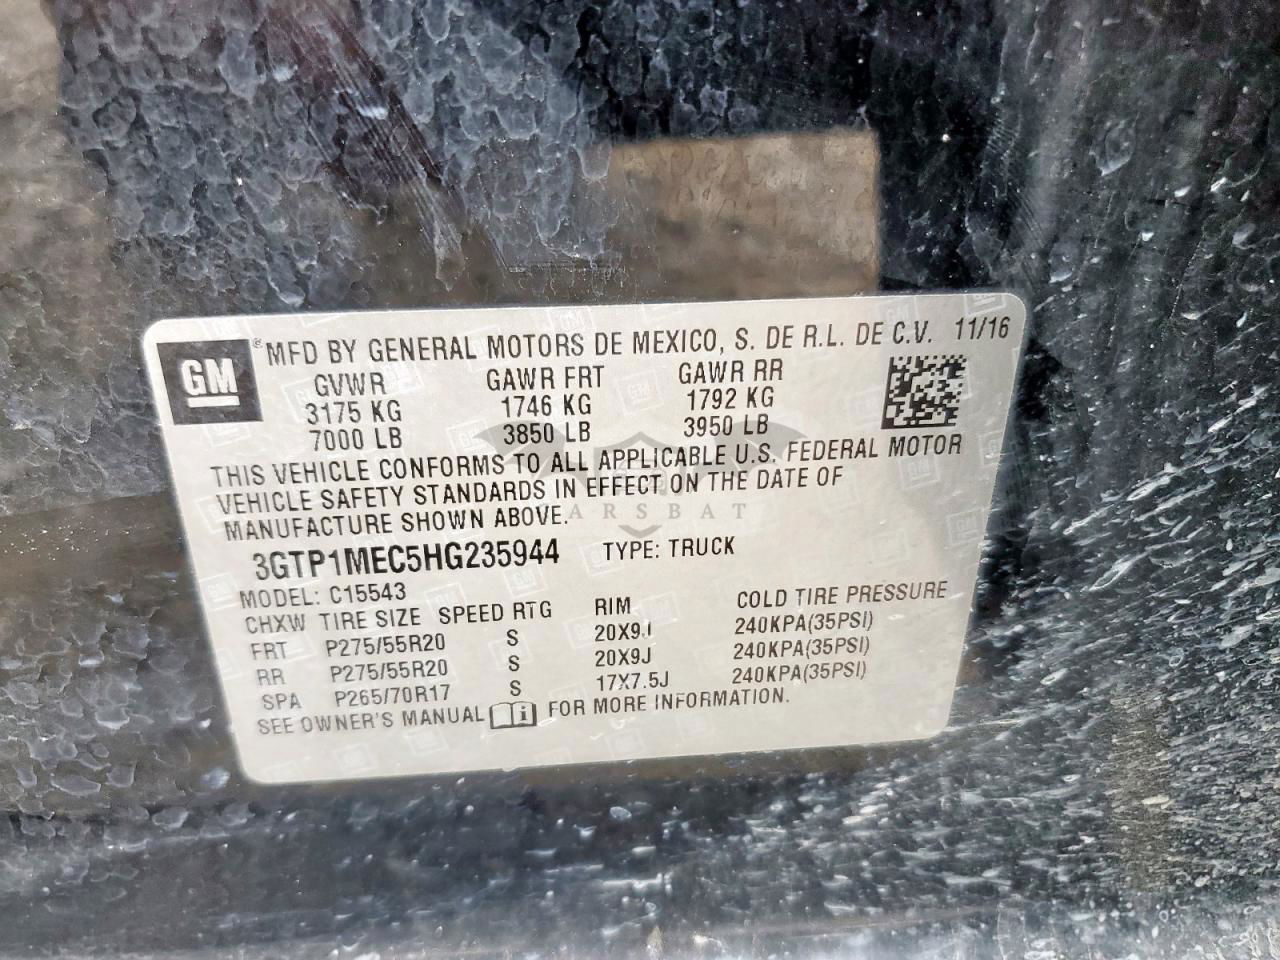 GM
® MFD BY GENERAL MOTORS DE MEXICO, S. DE R.L. DE C.V. 11/16
GVWR GAWR FRT GAWR RR
3175 KG 1746 KG 1792 KG
7000 LB 3850 LB 3950 LB
THIS VEHICLE CONFORMS TO ALL APPLICABLE U.S. FEDERAL MOTOR
VEHICLE SAFETY STANDARDS IN EFFECT ON THE DATE OF
MANUFACTURE SHOWN ABOVE.
ARSBAT
3GTP1MEC5HG235944 TYPE: TRUCK
MODEL: C15543
CHXW TIRE SIZE SPEED RTG RIM COLD TIRE PRESSURE
FRT P275/55R20 S 20X9J 240KPA(35PSI)
RR P275/55R20 S 20X9J 240KPA(35PSI)
SPA P265/70R17 S 17X7.5J 240KPA(35PSI)
SEE OWNER'S MANUAL i FOR MORE INFORMATION.